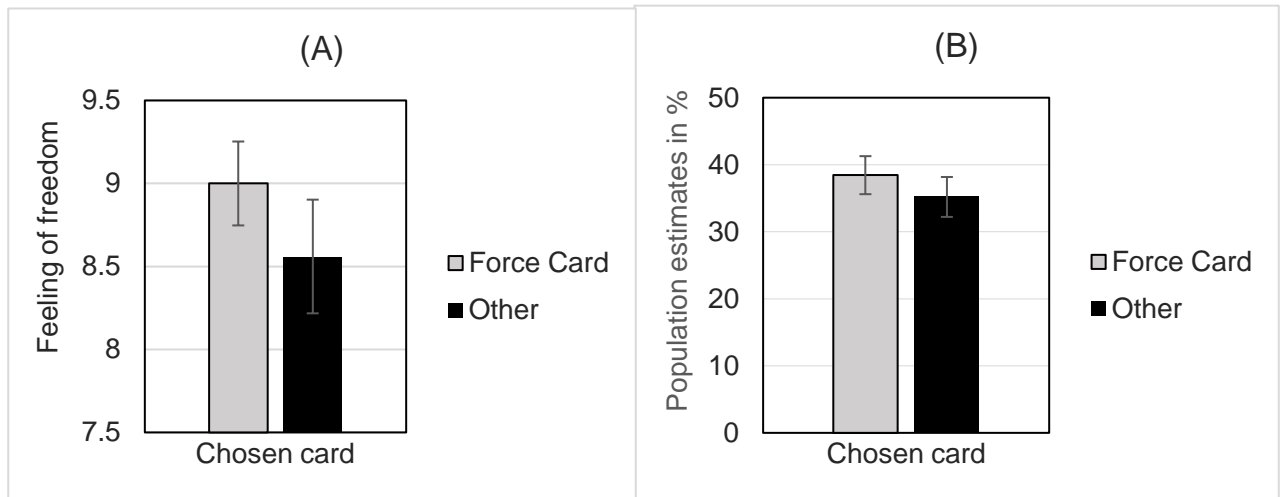 (A)
Feeling of freedom
9.5
9
8.5
8
7.5
Chosen card
Force Card
Other
(B)
Population estimates in %
50
40
30
20
10
0
Chosen card
Force Card
Other